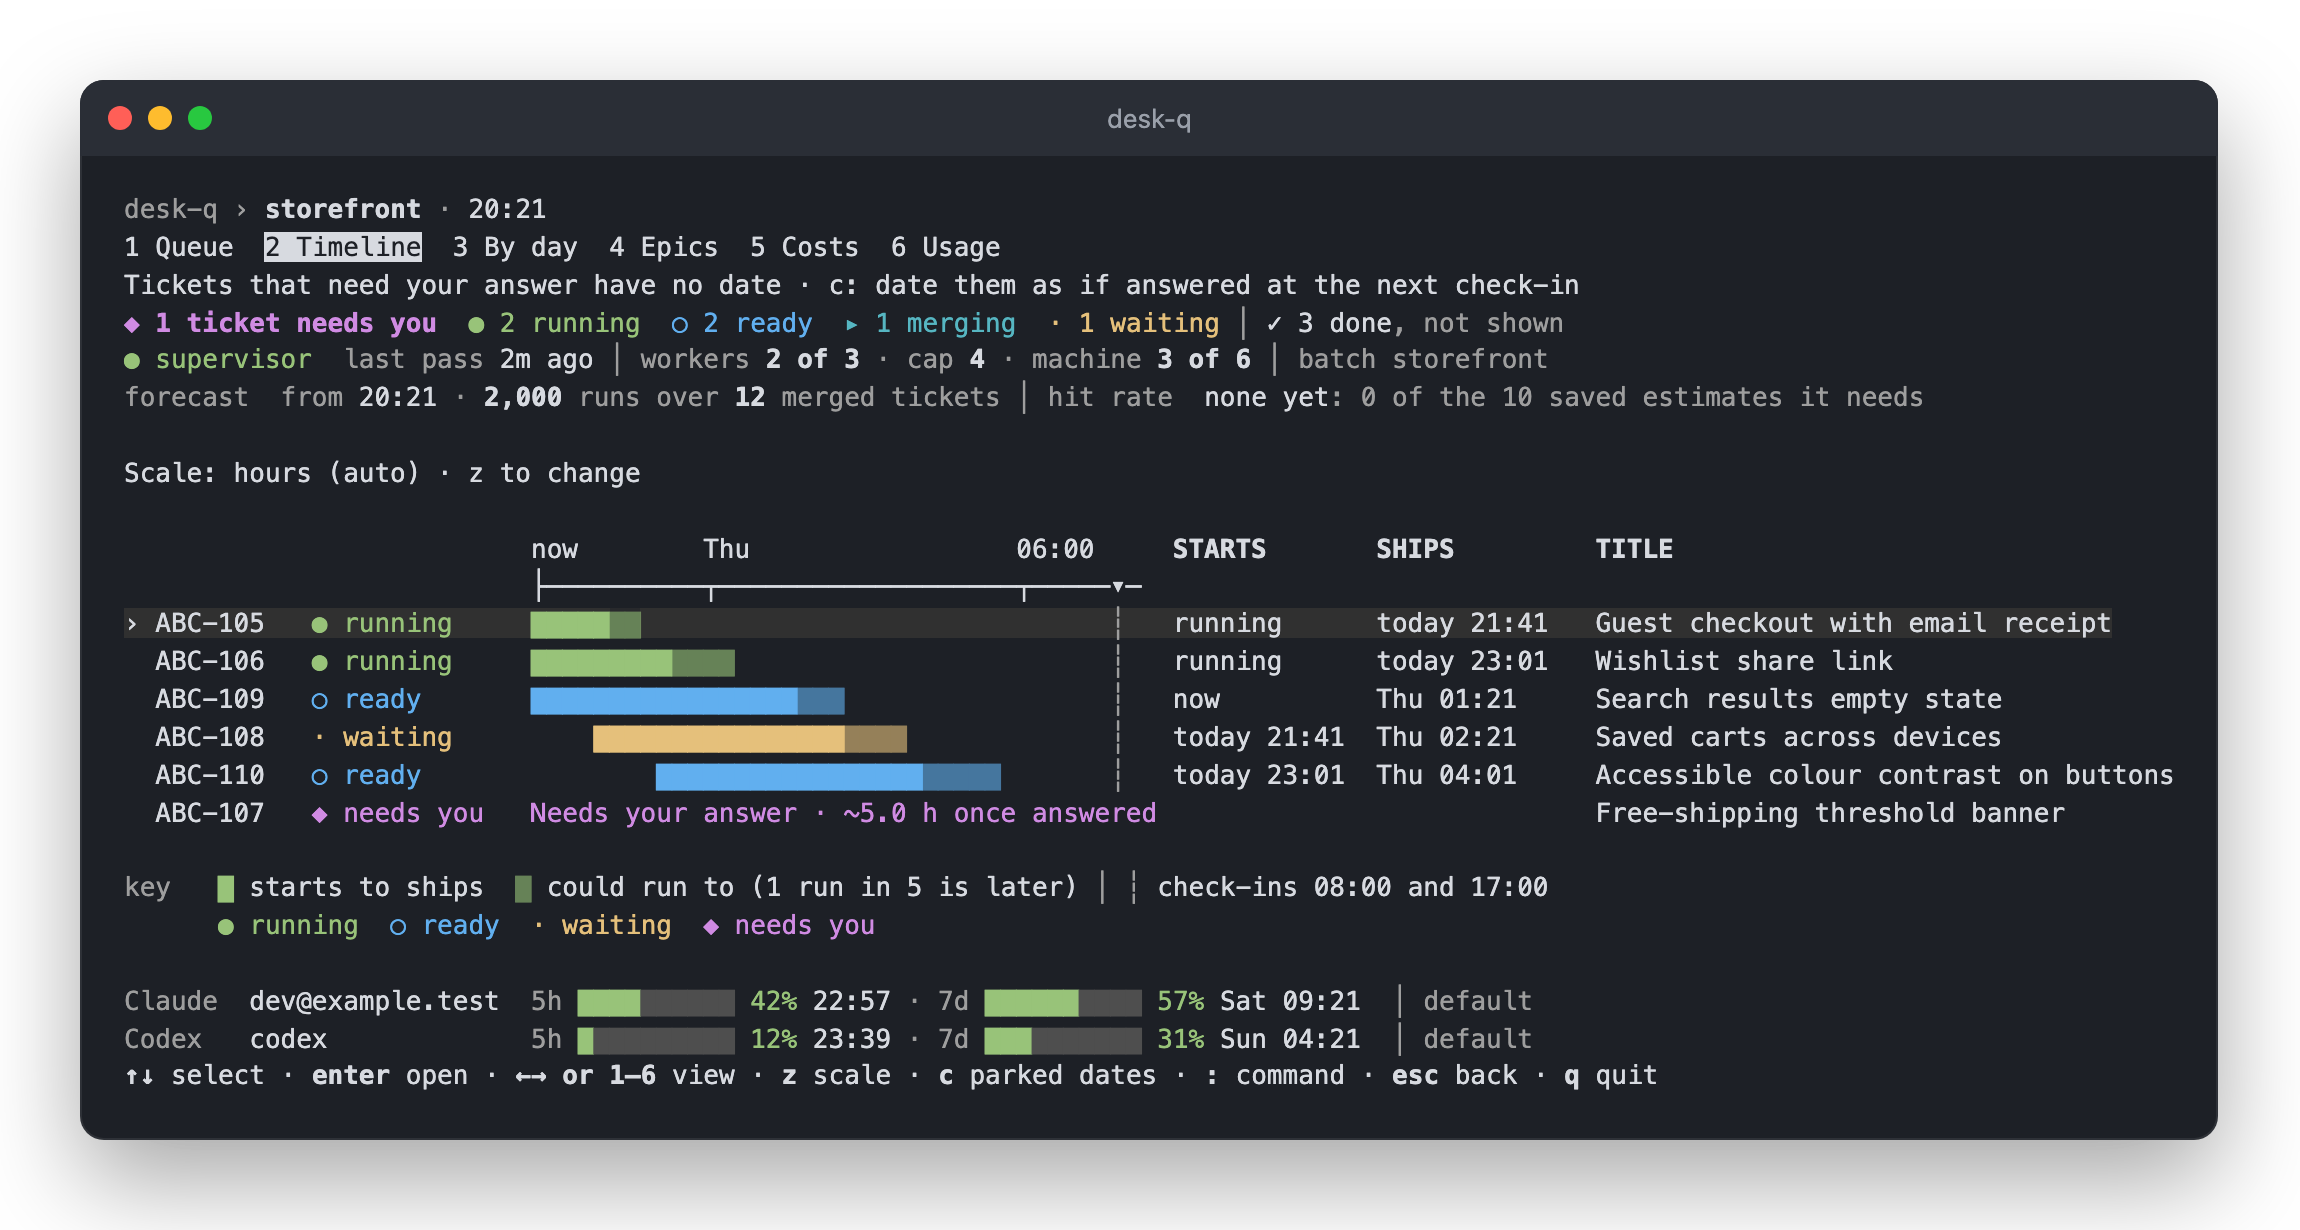 desk-q
desk-q › storefront · 20:21
1 Queue  2 Timeline  3 By day  4 Epics  5 Costs  6 Usage
Tickets that need your answer have no date · c: date them as if answered at the next check-in
◆ 1 ticket needs you  ● 2 running  ○ 2 ready  ▸ 1 merging  · 1 waiting │ ✓ 3 done, not shown
● supervisor  last pass 2m ago │ workers 2 of 3 · cap 4 · machine 3 of 6 │ batch storefront
forecast  from 20:21 · 2,000 runs over 12 merged tickets │ hit rate  none yet: 0 of the 10 saved estimates it needs
Scale: hours (auto) · z to change
now  Thu  06:00  STARTS  SHIPS  TITLE
› ABC-105  ● running  running  today 21:41  Guest checkout with email receipt
ABC-106  ● running  running  today 23:01  Wishlist share link
ABC-109  ○ ready  now  Thu 01:21  Search results empty state
ABC-108  · waiting  today 21:41  Thu 02:21  Saved carts across devices
ABC-110  ○ ready  today 23:01  Thu 04:01  Accessible colour contrast on buttons
ABC-107  ◆ needs you  Needs your answer · ~5.0 h once answered  Free-shipping threshold banner
key  █ starts to ships  █ could run to (1 run in 5 is later) │ ┆ check-ins 08:00 and 17:00
● running  ○ ready  · waiting  ◆ needs you
Claude  dev@example.test  5h  42% 22:57 · 7d  57% Sat 09:21  │ default
Codex  codex  5h  12% 23:39 · 7d  31% Sun 04:21  │ default
↑↓ select · enter open · ←→ or 1–6 view · z scale · c parked dates · : command · esc back · q quit